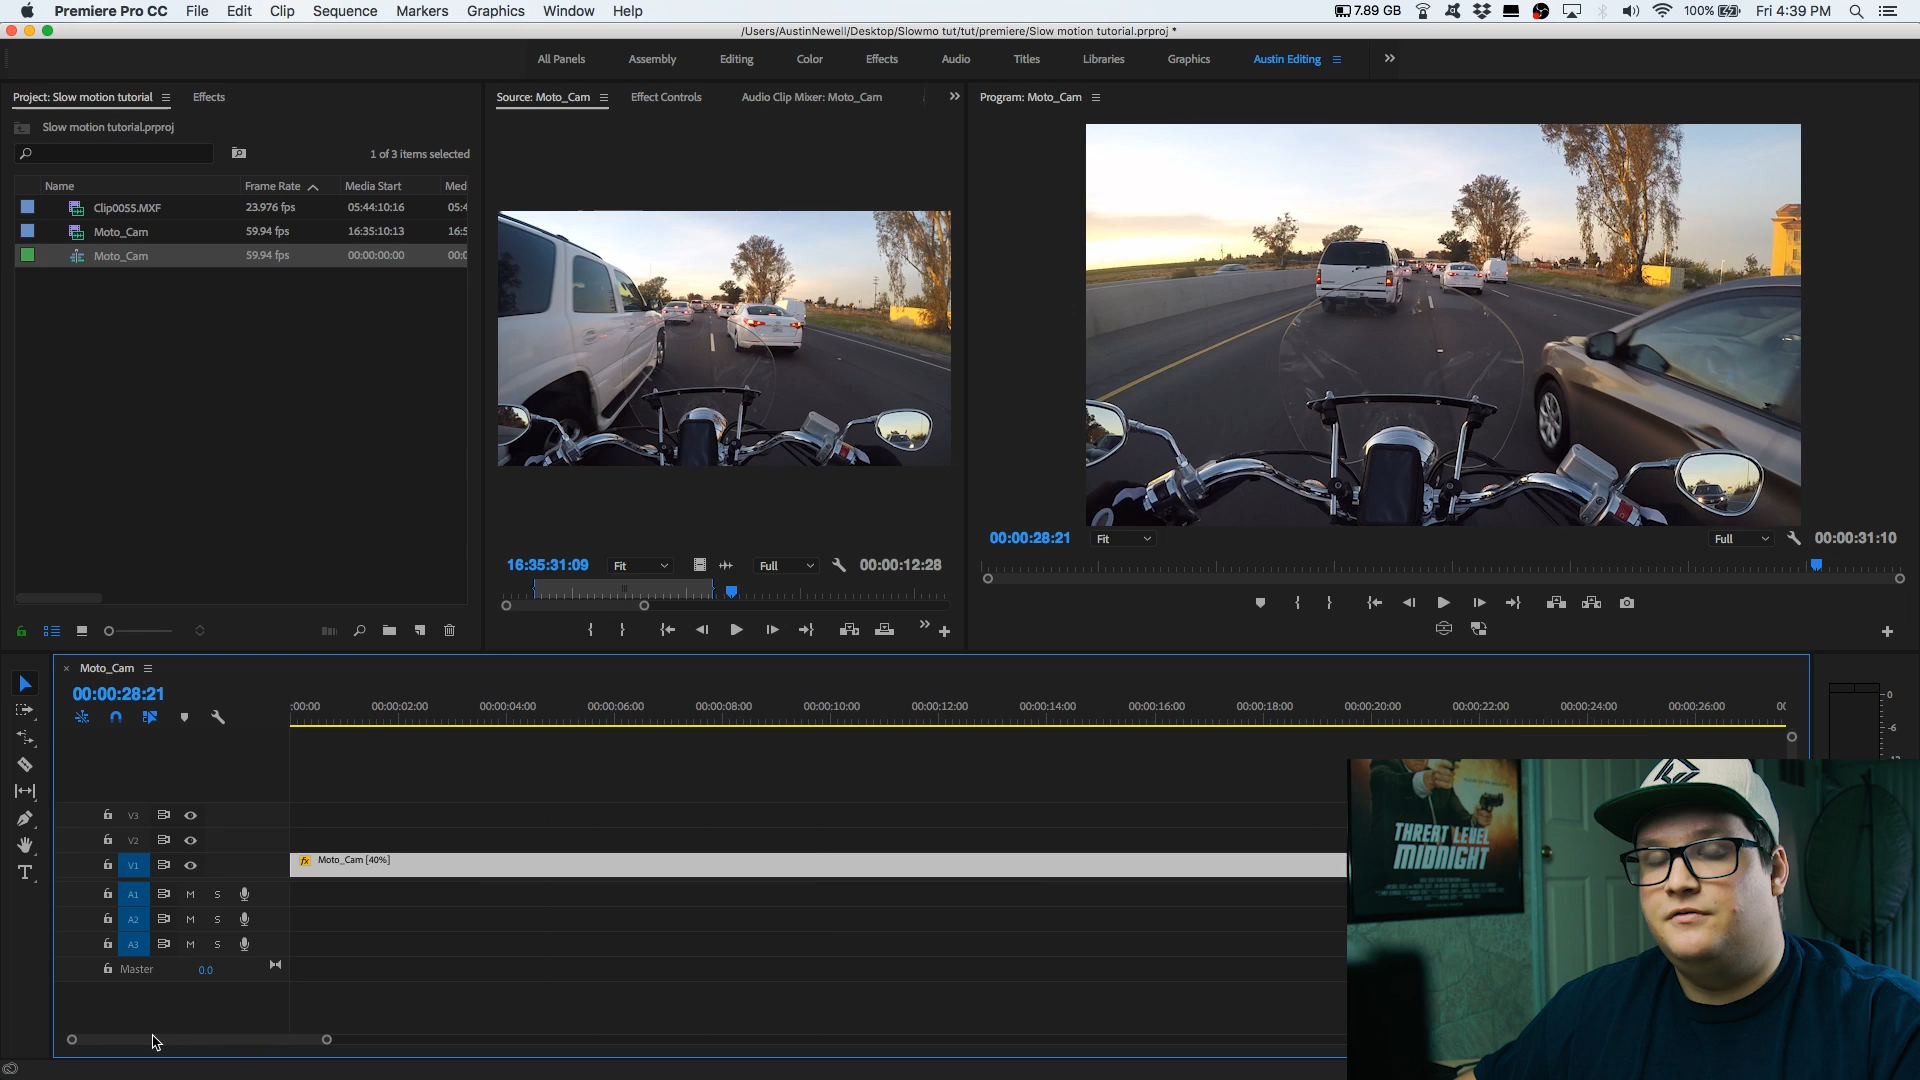 Premiere Pro CC File Edit Clip Sequence Markers Graphics Window Help 7.89 GB 100% Fri 4:39 PM
/Users/AustinNewell/Desktop/Slowmo tut/tut/premiere/Slow motion tutorial.prproj *
All Panels Assembly Editing Color Effects Audio Titles Libraries Graphics Austin Editing
Project: Slow motion tutorial Effects
Slow motion tutorial.prproj
1 of 3 items selected
Name Frame Rate Media Start Med
Clip0055.MXF 23.976 fps 05:44:10:16 05:4
Moto_Cam 59.94 fps 16:35:10:13 16:5
Moto_Cam 59.94 fps 00:00:00:00 00:0
Source: Moto_Cam Effect Controls Audio Clip Mixer: Moto_Cam
16:35:31:09 Fit Full 00:00:12:28
Program: Moto_Cam
00:00:28:21 Fit Full 00:00:31:10
Moto_Cam
00:00:28:21
:00:00 00:00:02:00 00:00:04:00 00:00:06:00 00:00:08:00 00:00:10:00 00:00:12:00 00:00:14:00 00:00:16:00 00:00:18:00 00:00:20:00 00:00:22:00 00:00:24:00 00:00:26:00 00
V3
V2
V1 fx Moto_Cam [40%]
A1 M S
A2 M S
A3 M S
Master 0.0
0
-6
THREAT LEVEL
MIDNIGHT